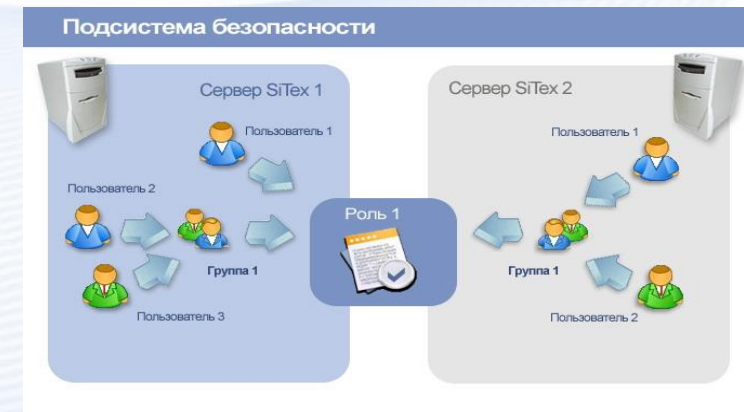 Подсистема безопасности
Сервер SiTex 1
Сервер SiTex 2
Пользователь 1
Пользователь 1
Пользователь 2
Роль 1
Группа 1
Группа 1
Пользователь 3
Пользователь 2